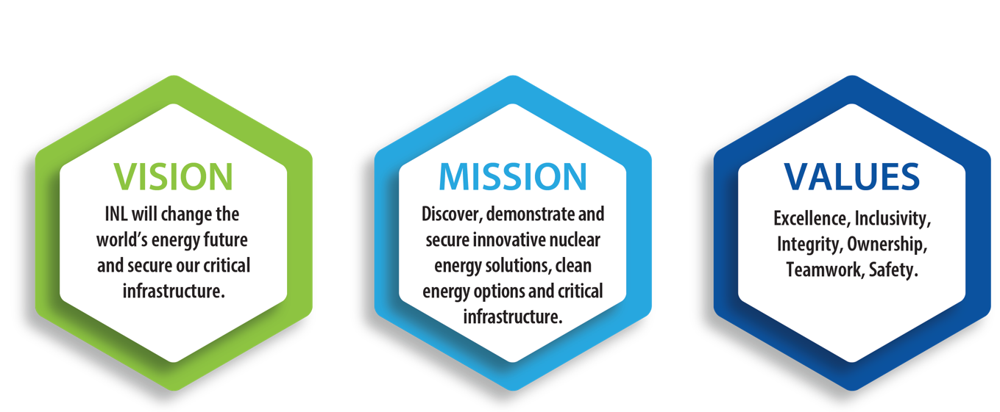 VISION
INL will change the
world’s energy future
and secure our critical
infrastructure.
MISSION
Discover, demonstrate and
secure innovative nuclear
energy solutions, clean
energy options and critical
infrastructure.
VALUES
Excellence, Inclusivity,
Integrity, Ownership,
Teamwork, Safety.